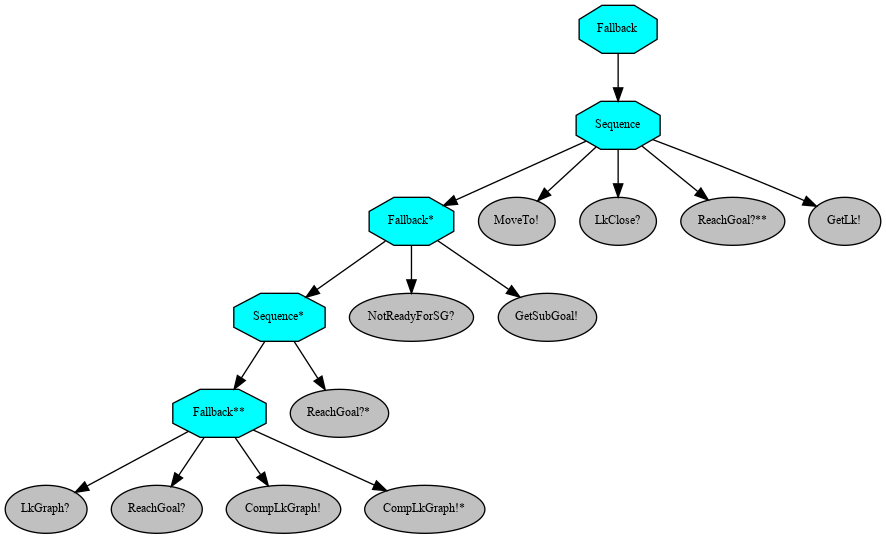 Fallback
Sequence
Fallback*
MoveTo!
LkClose?
ReachGoal?**
GetLk!
Sequence*
NotReadyForSG?
GetSubGoal!
Fallback**
ReachGoal?*
LkGraph?
ReachGoal?
CompLkGraph!
CompLkGraph!*